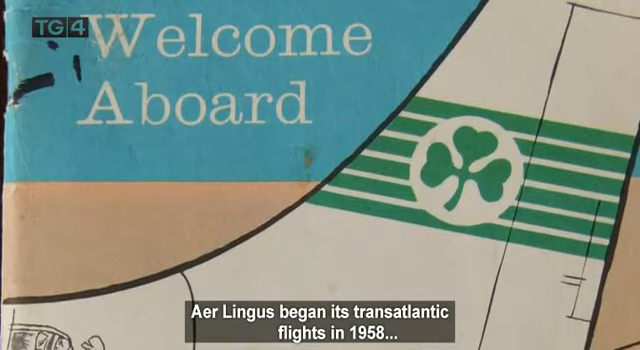 TG4
Welcome
Aboard
Aer Lingus began its transatlantic
flights in 1958...